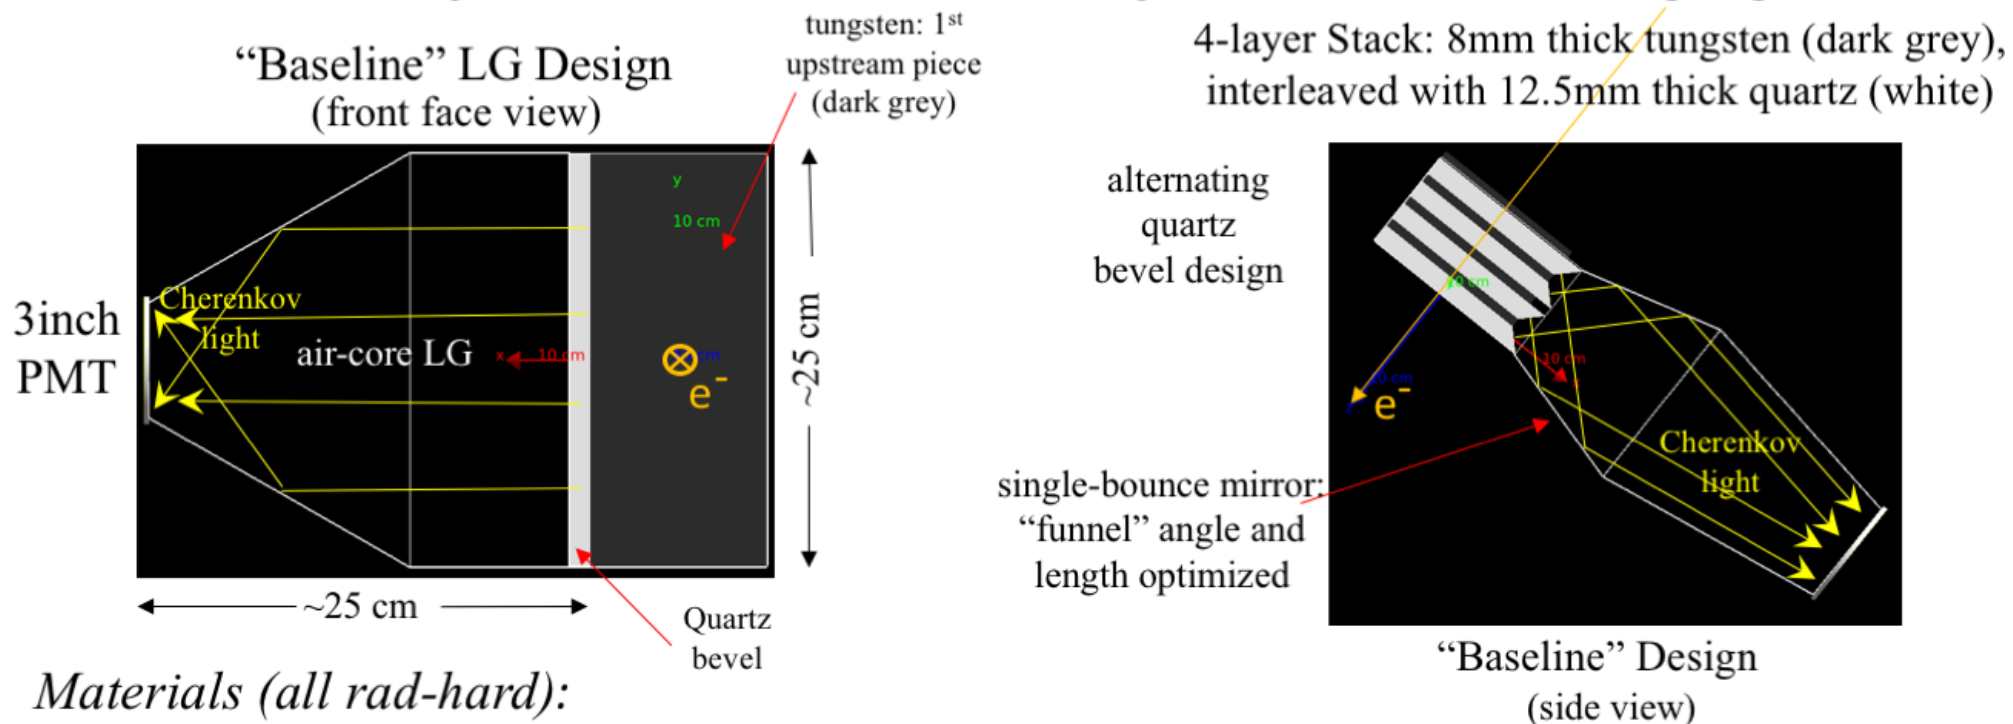 “Baseline” LG Design
(front face view)
tungsten: 1st
upstream piece
(dark grey)
y
10 cm
3inch
PMT
Cherenkov
light
air-core LG
x
10 cm
cm
e-
~25 cm
~25 cm
Quartz
bevel
Materials (all rad-hard):
4-layer Stack: 8mm thick tungsten (dark grey),
interleaved with 12.5mm thick quartz (white)
alternating
quartz
bevel design
10 cm
10 cm
e-
single-bounce mirror:
“funnel” angle and
length optimized
Cherenkov
light
“Baseline” Design
(side view)